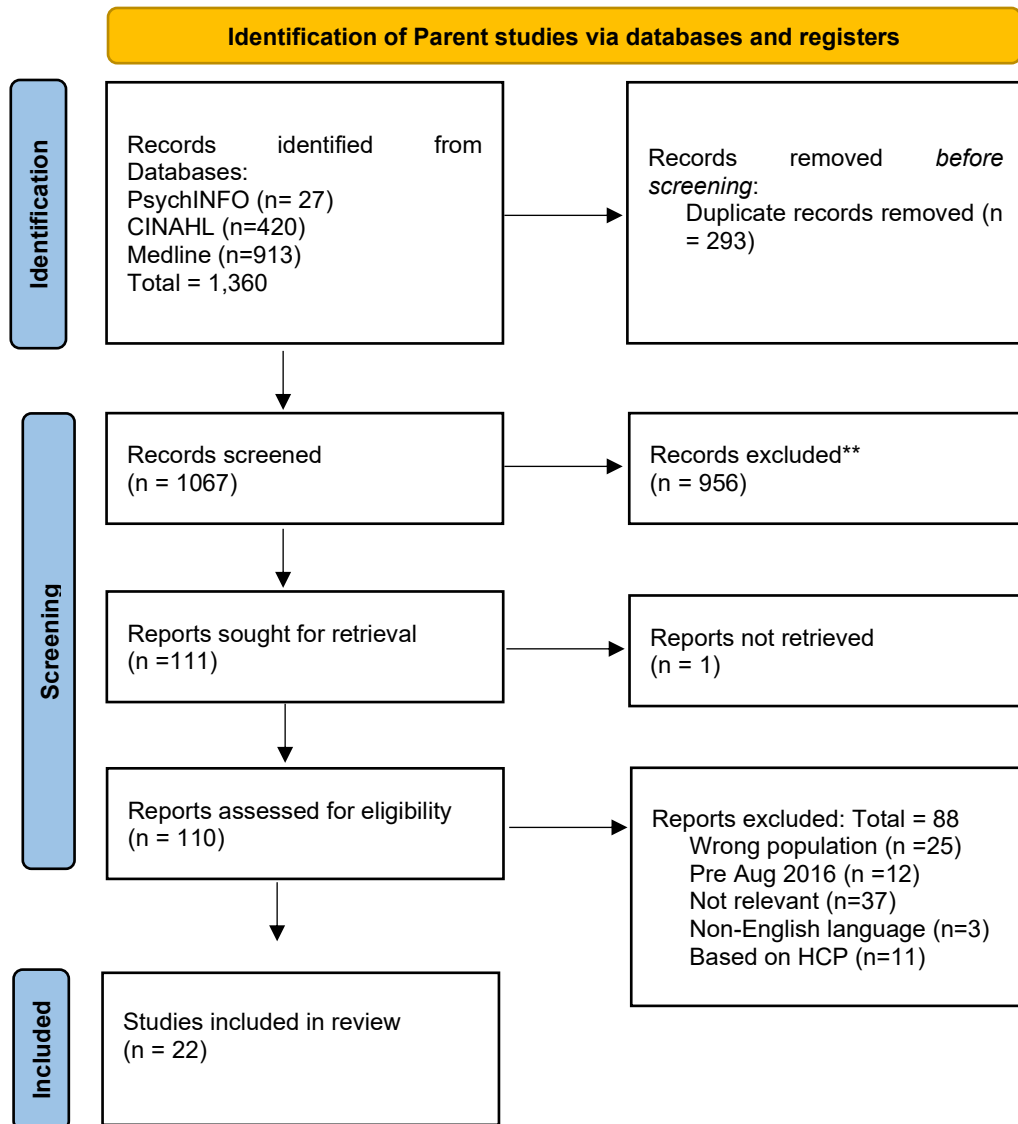 Identification of Parent studies via databases and registers
Identification
Records identified from
Databases:
PsychINFO (n= 27)
CINAHL (n=420)
Medline (n=913)
Total = 1,360
Records removed before
screening:
Duplicate records removed (n
= 293)
Screening
Records screened
(n = 1067)
Records excluded**
(n = 956)
Reports sought for retrieval
(n =111)
Reports not retrieved
(n = 1)
Reports assessed for eligibility
(n = 110)
Reports excluded: Total = 88
Wrong population (n =25)
Pre Aug 2016 (n =12)
Not relevant (n=37)
Non-English language (n=3)
Based on HCP (n=11)
Included
Studies included in review
(n = 22)